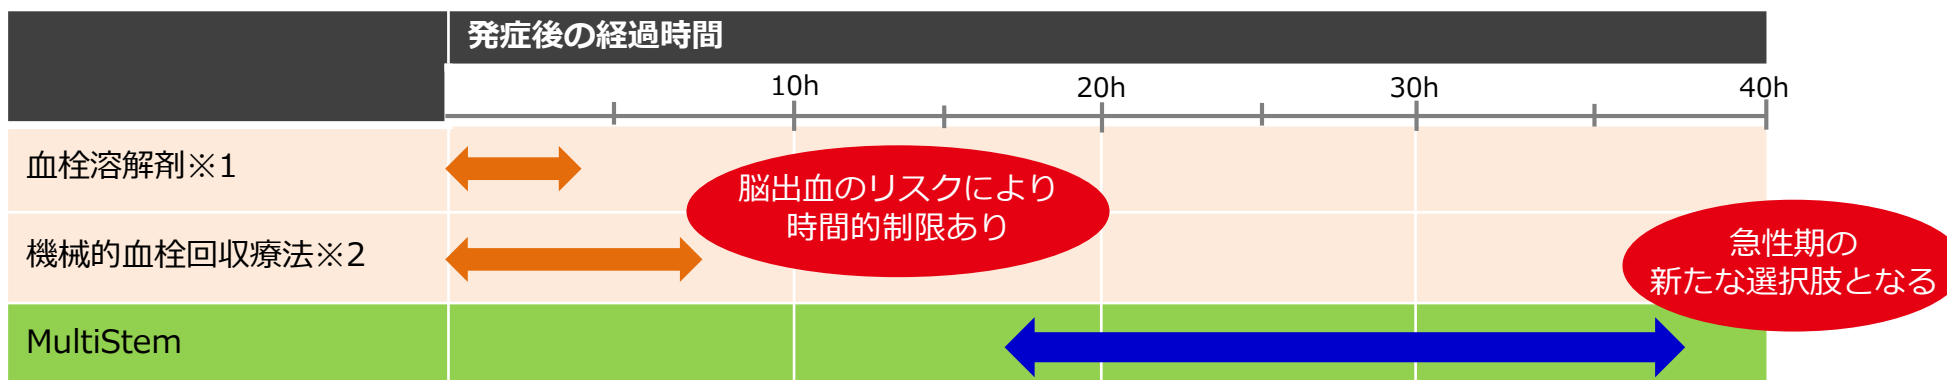 発症後の経過時間
10h 20h 30h 40h
血栓溶解剤※1
脳出血のリスクにより
時間的制限あり
機械的血栓回収療法※2
急性期の
新たな選択肢となる
MultiStem